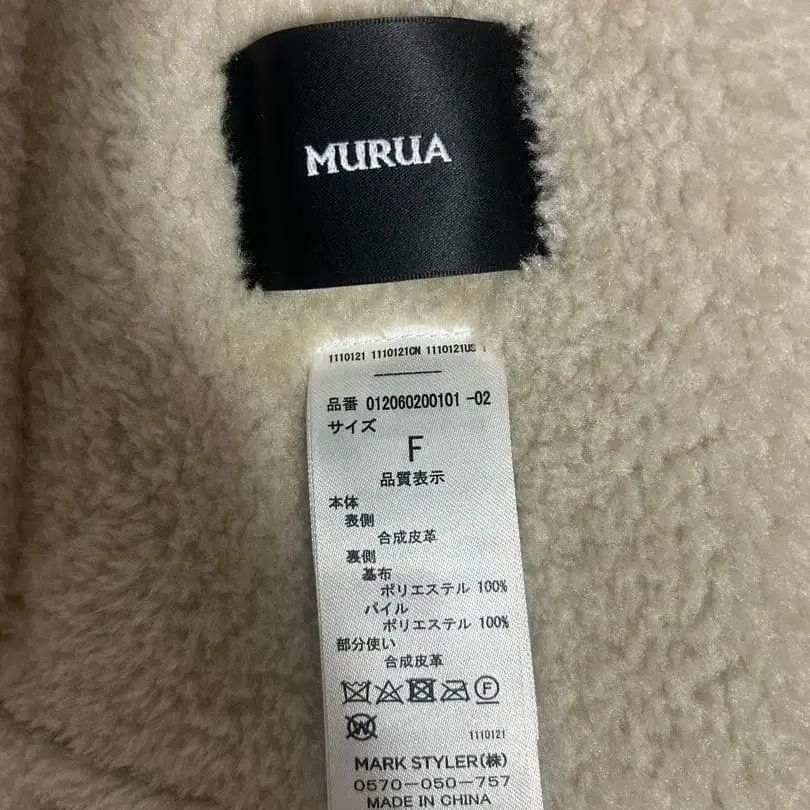 MURUA
1110121 1110121CN 1110121US
品番 012060200101 -02
サイズ
F
品質表示
本体
表側
合成皮革
裏側
基布
ポリエステル 100%
パイル
ポリエステル 100%
部分使い
合成皮革
F
W
1110121
MARK STYLER(株)
0570-050-757
MADE IN CHINA